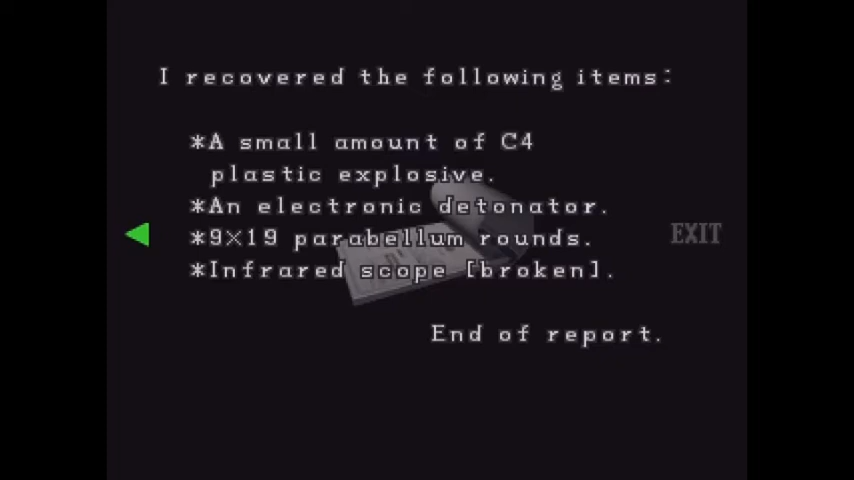 I recovered the following items:
*A small amount of C4
plastic explosive.
*An electronic detonator.
*9×19 parabellum rounds.
EXIT
*Infrared scope [broken].
End of report.